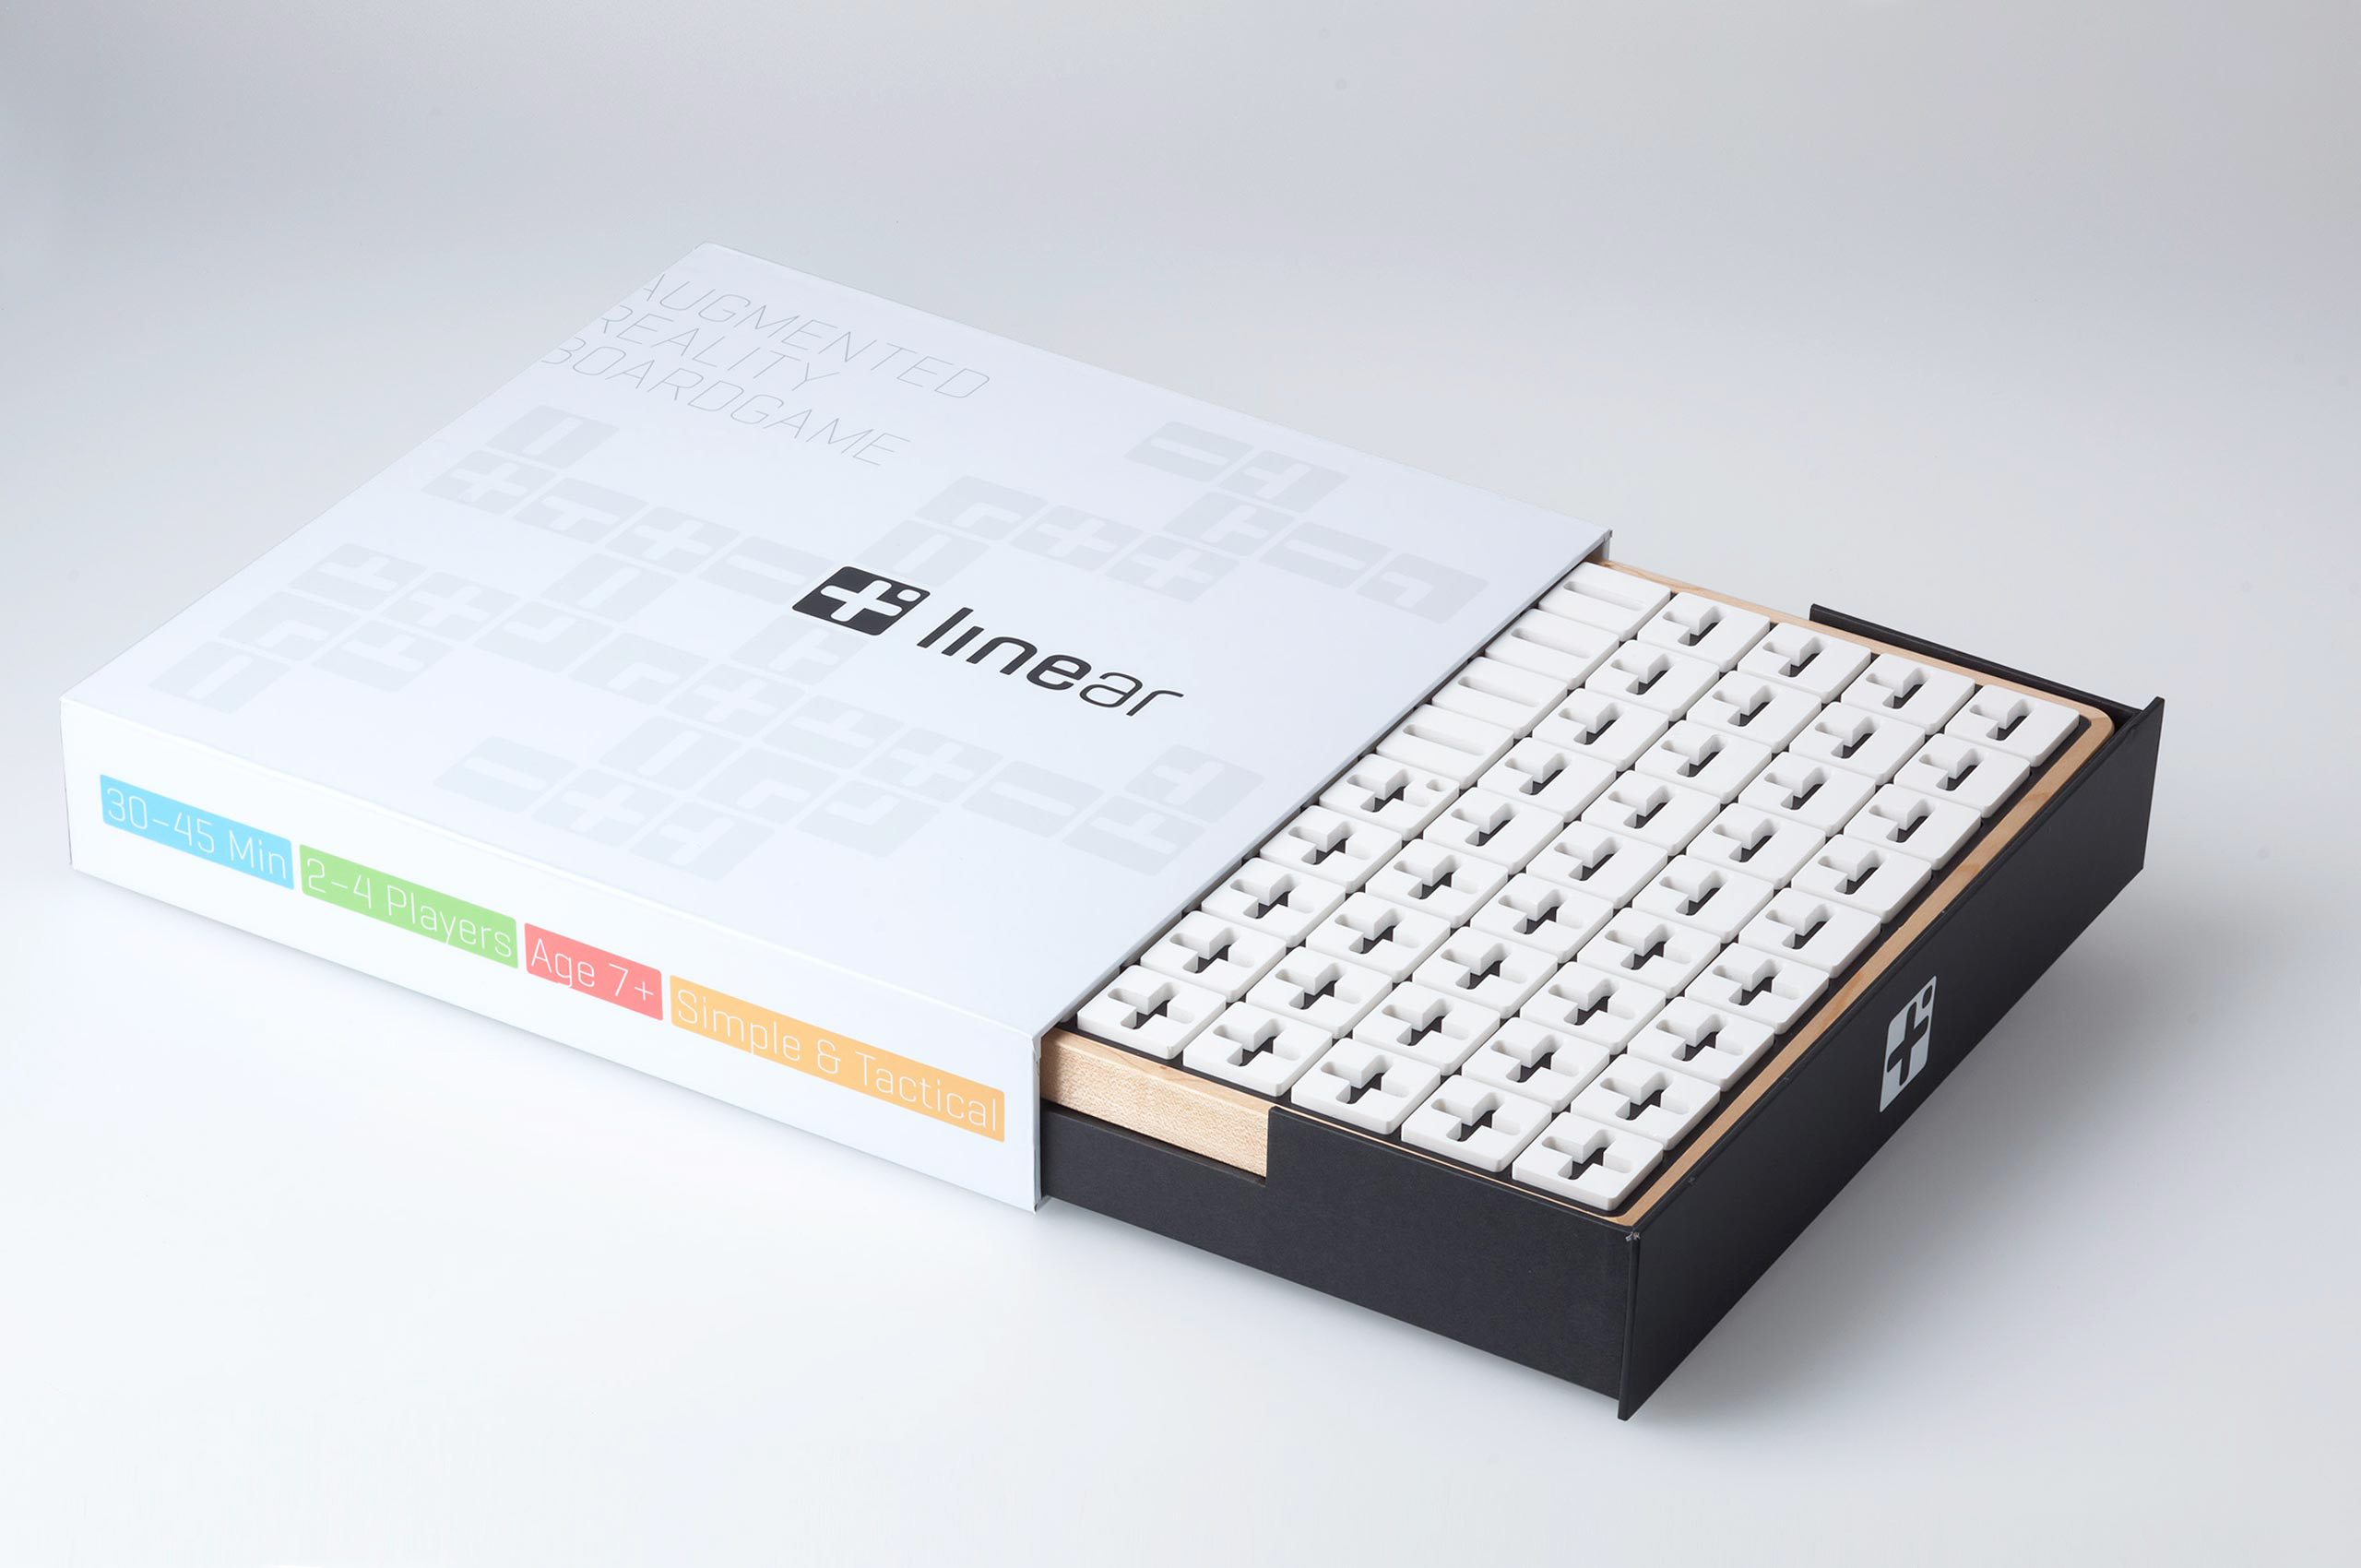 AUGMENTED
REALITY
BOARDGAME
linear
30-45 Min
2-4 Players
Age 7+
Simple & Tactical